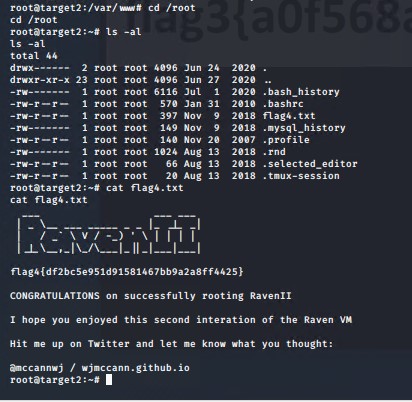 root@target2:/var/www# cd /root
cd /root
root@target2:~# ls -al
ls -al
total 44
drwx------  2 root root 4096 Jun 24  2020 .
drwxr-xr-x 23 root root 4096 Jun 27  2020 ..
-rw-------  1 root root 6116 Jul  1  2020 .bash_history
-rw-r--r--  1 root root  570 Jan 31  2010 .bashrc
-rw-r--r--  1 root root  397 Nov  9  2018 flag4.txt
-rw-------  1 root root  149 Nov  9  2018 .mysql_history
-rw-r--r--  1 root root  140 Nov 20  2007 .profile
-rw-------  1 root root 1024 Aug 13  2018 .rnd
-rw-r--r--  1 root root   66 Aug 13  2018 .selected_editor
-rw-r--r--  1 root root   20 Aug 13  2018 .tmux-session
root@target2:~# cat flag4.txt
cat flag4.txt
RavenII
flag4{df2bc5e951d91581467bb9a2a8ff4425}
CONGRATULATIONS on successfully rooting RavenII
I hope you enjoyed this second interation of the Raven VM
Hit me up on Twitter and let me know what you thought:
@mccannwj / wjmccann.github.io
root@target2:~#
flag3{a0f568a